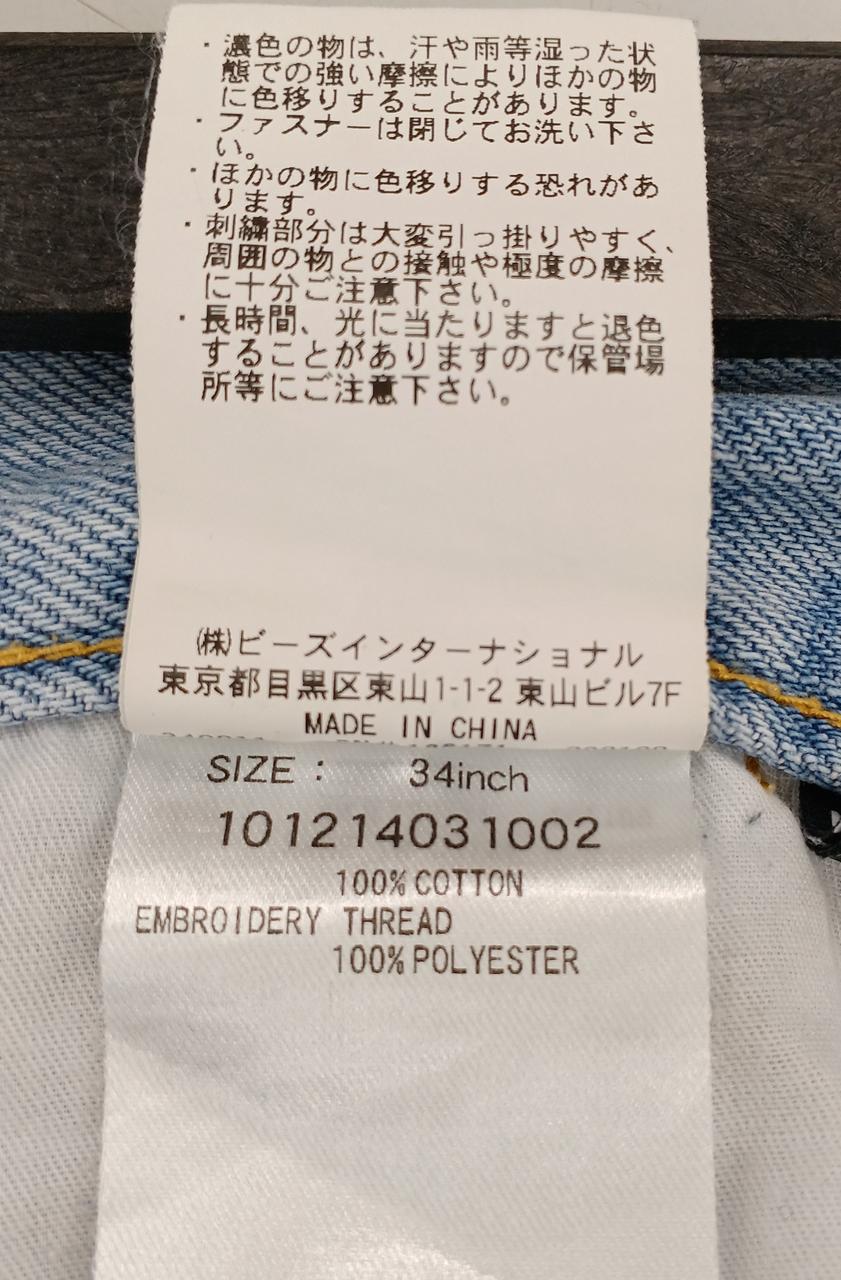 ・濃色の物は、汗や雨等湿った状
態での強い摩擦によりほかの物
に色移りすることがあります。
・ファスナーは閉じてお洗い下さ
い。
・ほかの物に色移りする恐れがあ
ります。
・刺繍部分は大変引っ掛りやすく、
周囲の物との接触や極度の摩擦
に十分ご注意下さい。
・長時間、光に当たりますと退色
することがありますので保管場
所等にご注意下さい。
㈱ビーズインターナショナル
東京都目黒区東山1-1-2 東山ビル7F
MADE IN CHINA
SIZE : 34inch
101214031002
100% COTTON
EMBROIDERY THREAD
100% POLYESTER